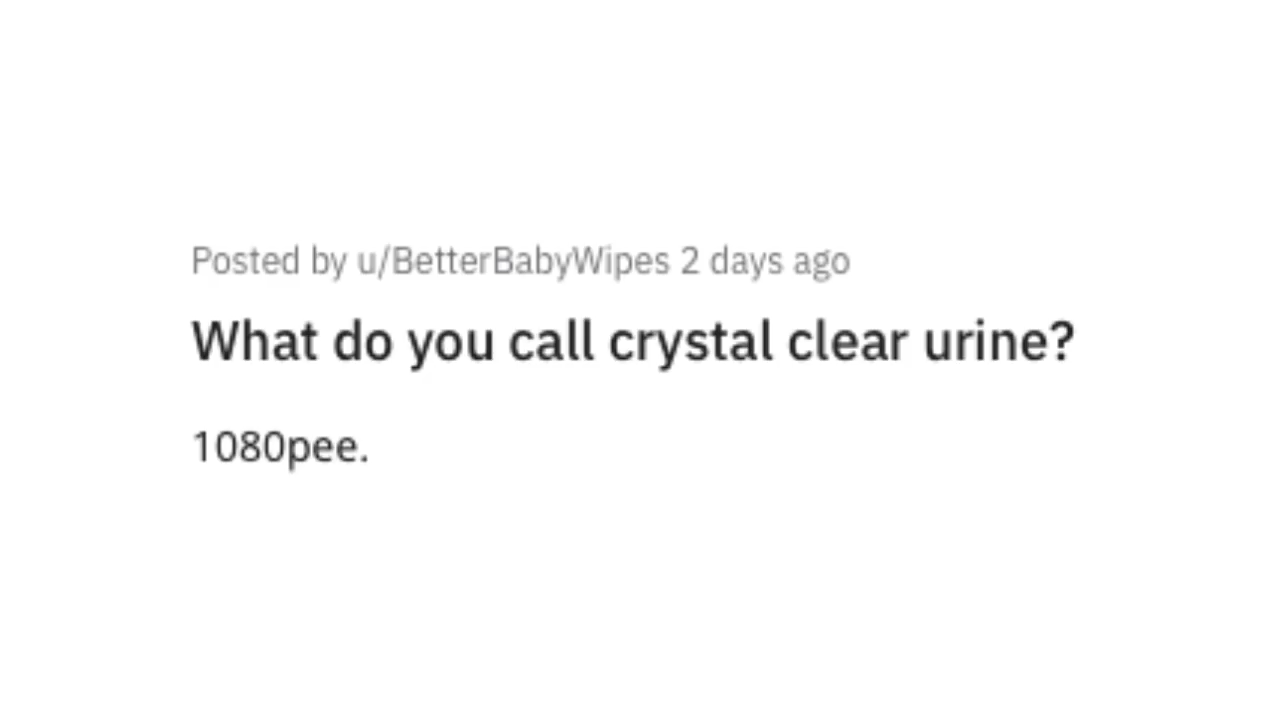 Posted by u/BetterBabyWipes 2 days ago
What do you call crystal clear urine?
1080pee.